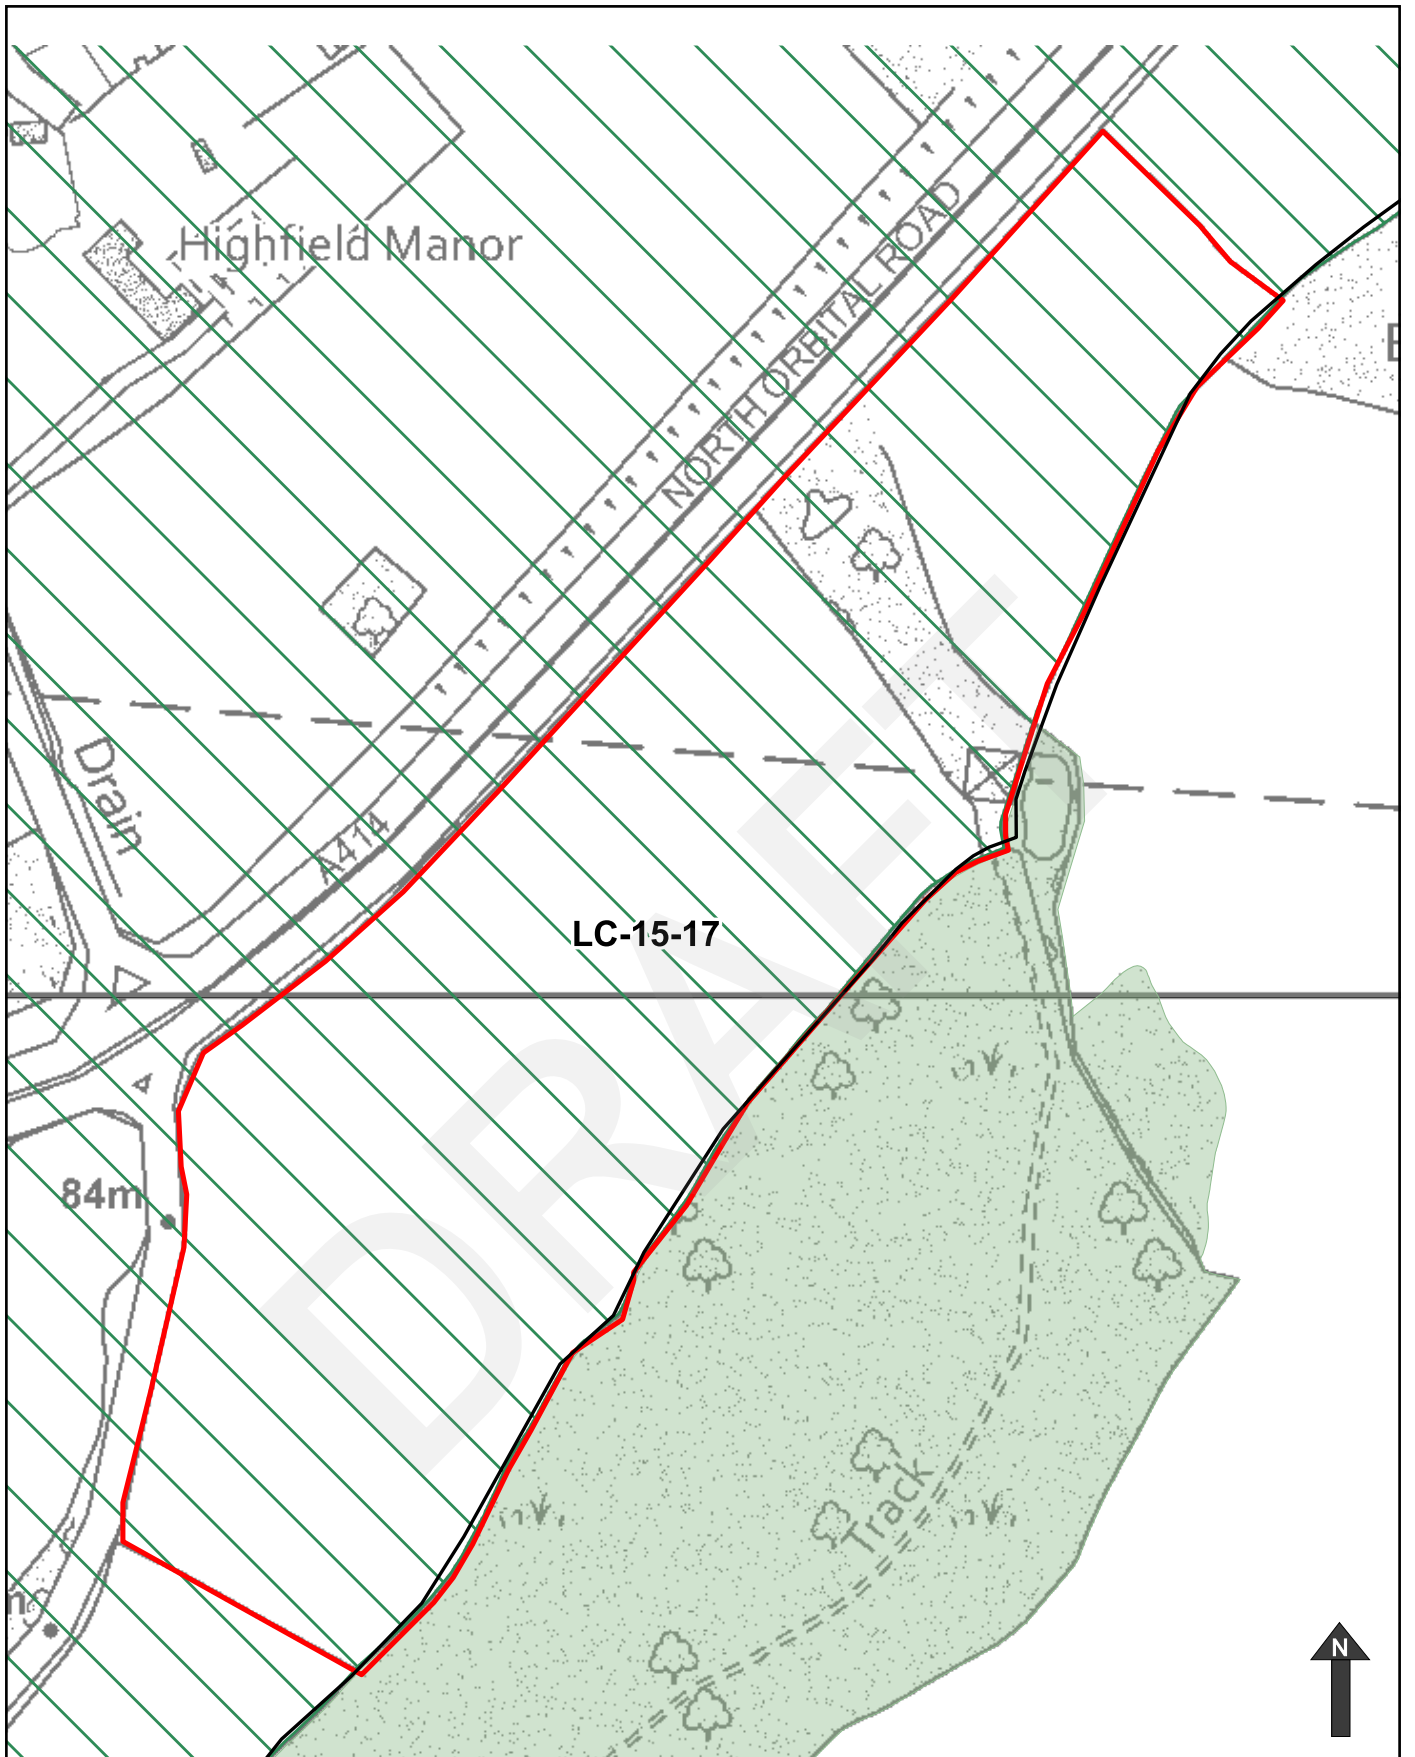 Highfield Manor
NORTH ORBITAL ROAD
Drain
A414
LC-15-17
84m
Track
DRAFT
N